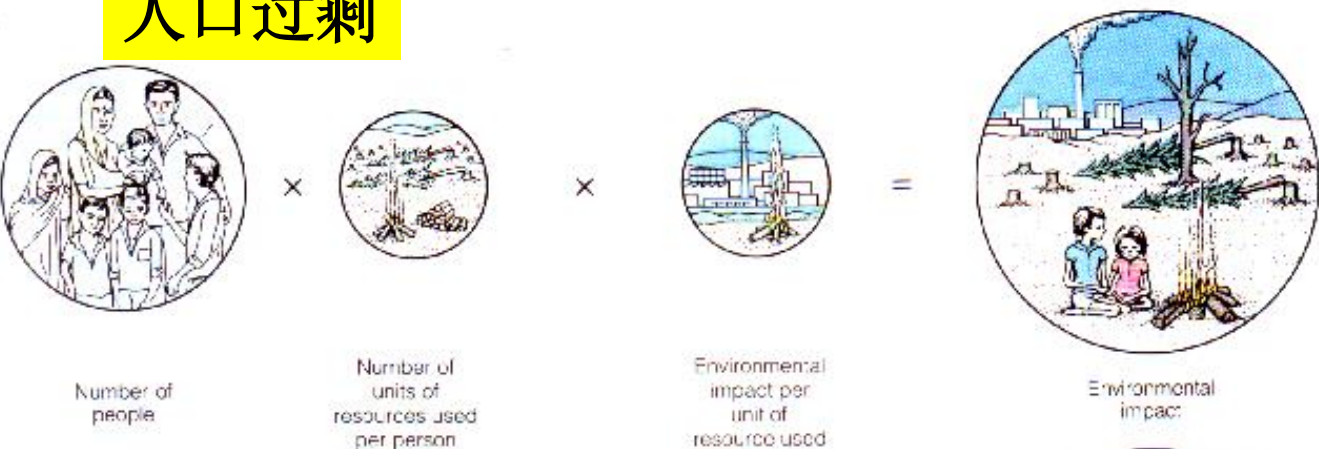 人口过剩
×
×
=
Number of
people
Number of
units of
resources used
per person
Environmental
impact per
unit of
resource used
Environmental
impact